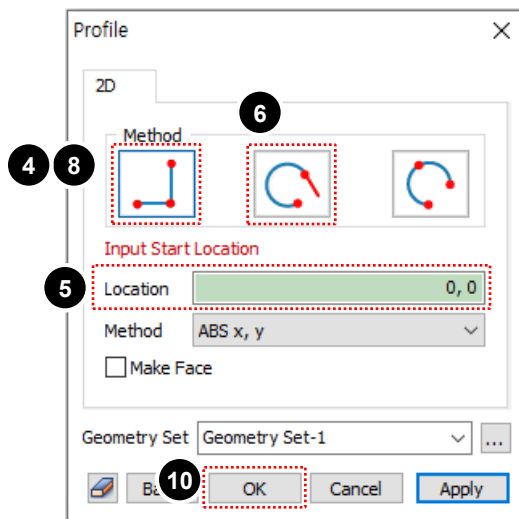 Profile
2D
6
Method
4 8
Input Start Location
5
Location 0, 0
Method ABS x, y
Make Face
Geometry Set Geometry Set-1 ...
10
OK Cancel Apply